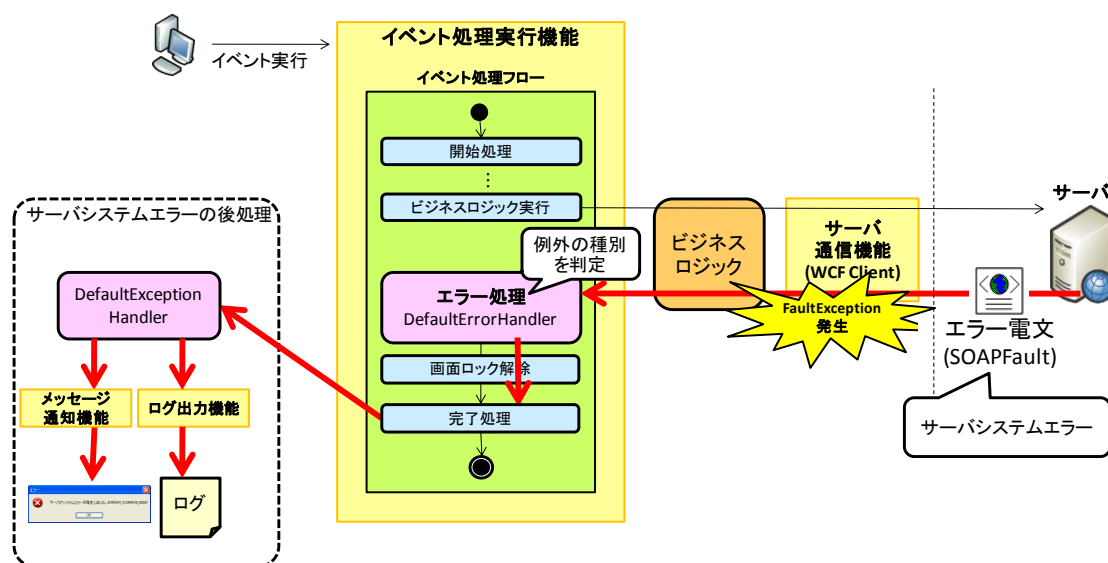 イベント処理実行機能
イベント実行
イベント処理フロー
開始処理
ビジネスロジック実行
サーバ
サーバシステムエラーの後処理
例外の種別
を判定
ビジネス
ロジック
サーバ
通信機能
(WCF Client)
DefaultException
Handler
エラー処理
DefaultErrorHandler
FaultException
発生
エラー電文
(SOAPFault)
画面ロック解除
メッセージ
通知機能
ログ出力機能
完了処理
サーバシステムエラー
ログ